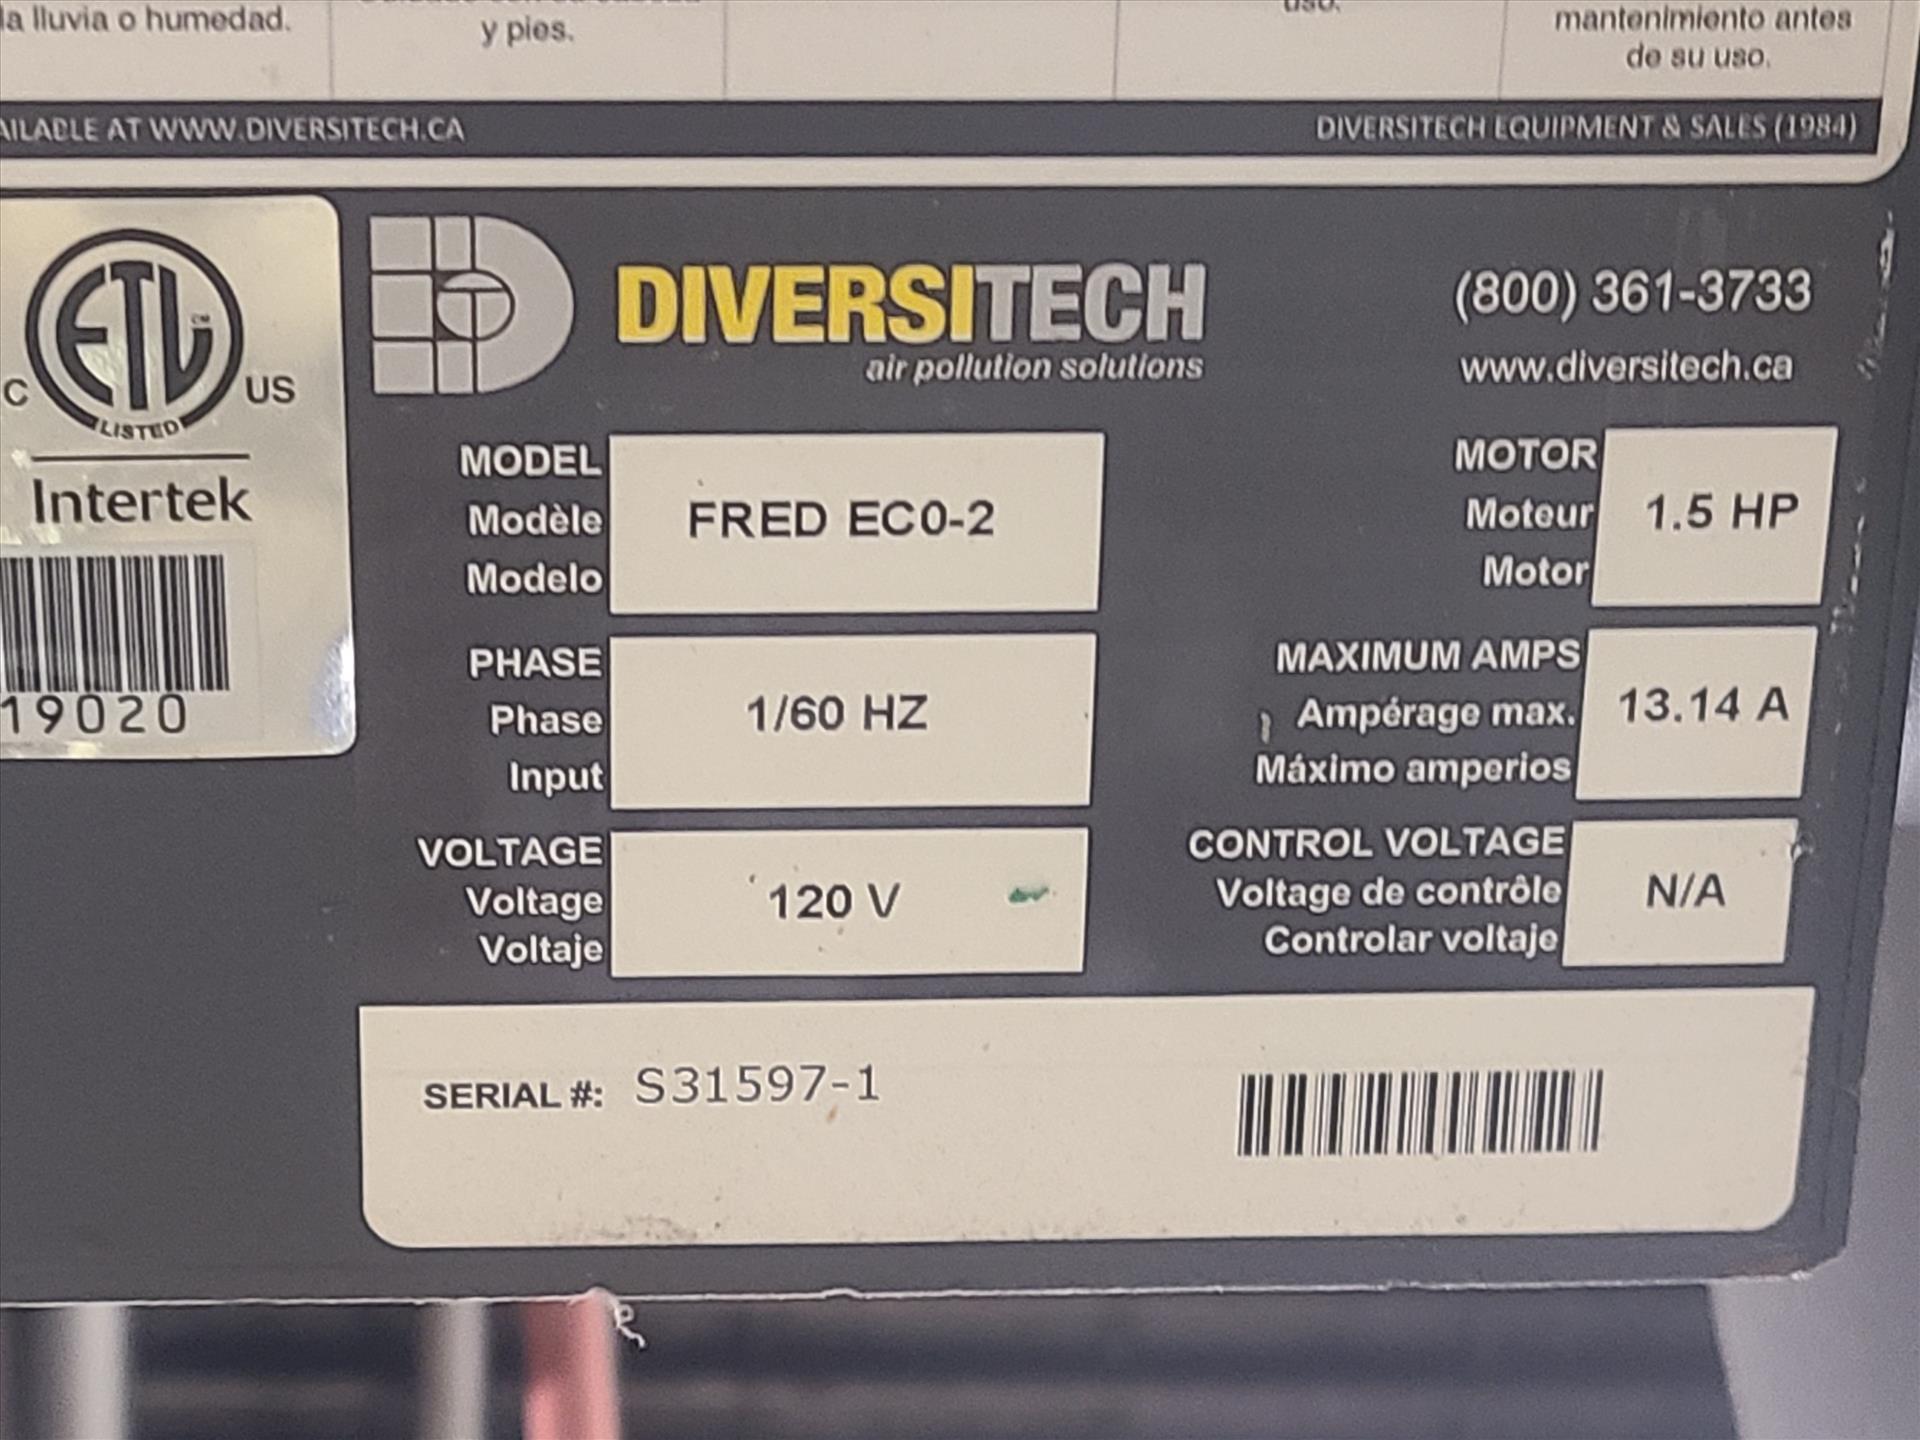 la lluvia o humedad.
y pies.
uso.
mantenimiento antes
de su uso.
AT WWW.DIVERSITECH.CA
DIVERSITECH EQUIPMENT & SALES (1984)
ETL CM
C US
LISTED
Intertek
19020
DIVERSITECH
air pollution solutions
(800) 361-3733
www.diversitech.ca
MODEL
Modèle
Modelo
FRED EC0-2
MOTOR
Moteur
Motor
1.5 HP
PHASE
Phase
Input
1/60 HZ
MAXIMUM AMPS
Ampérage max.
Máximo amperios
13.14 A
VOLTAGE
Voltage
Voltaje
120 V
CONTROL VOLTAGE
Voltage de contrôle
Controlar voltaje
N/A
SERIAL #: S31597-1